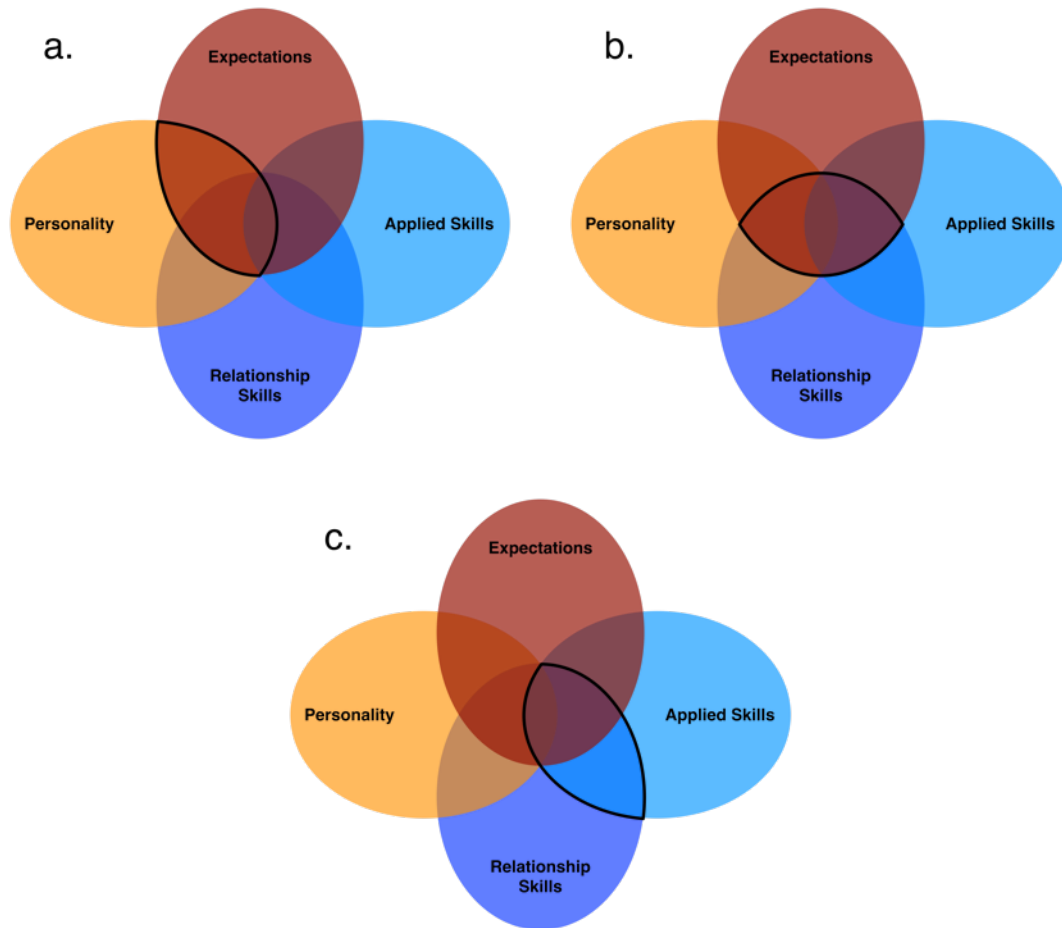 a.
Expectations
Personality
Applied Skills
Relationship
Skills
b.
Expectations
Personality
Applied Skills
Relationship
Skills
c.
Expectations
Personality
Applied Skills
Relationship
Skills